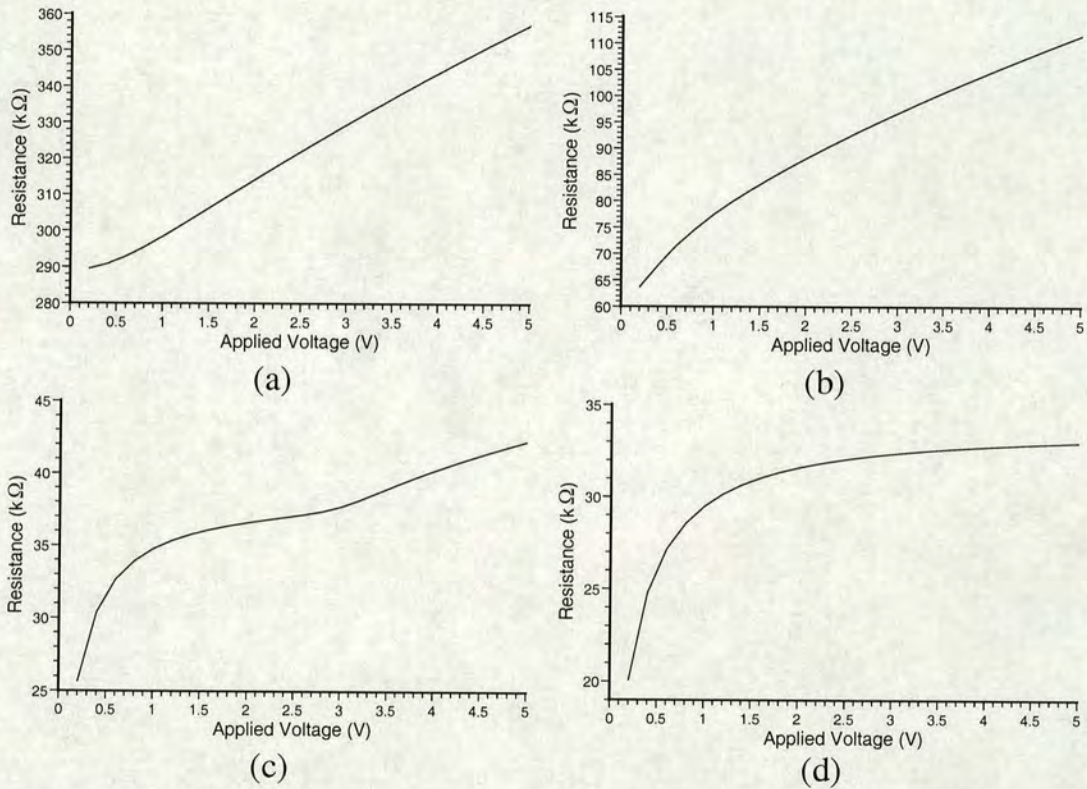 360
350
340
330
320
310
300
290
280
Resistance (kΩ)
0 0.5 1 1.5 2 2.5 3 3.5 4 4.5 5
Applied Voltage (V)
(a)
115
110
105
100
95
90
85
80
75
70
65
60
Resistance (kΩ)
0 0.5 1 1.5 2 2.5 3 3.5 4 4.5 5
Applied Voltage (V)
(b)
45
40
35
30
25
Resistance (kΩ)
0 0.5 1 1.5 2 2.5 3 3.5 4 4.5 5
Applied Voltage (V)
(c)
35
30
25
20
Resistance (kΩ)
0 0.5 1 1.5 2 2.5 3 3.5 4 4.5 5
Applied Voltage (V)
(d)